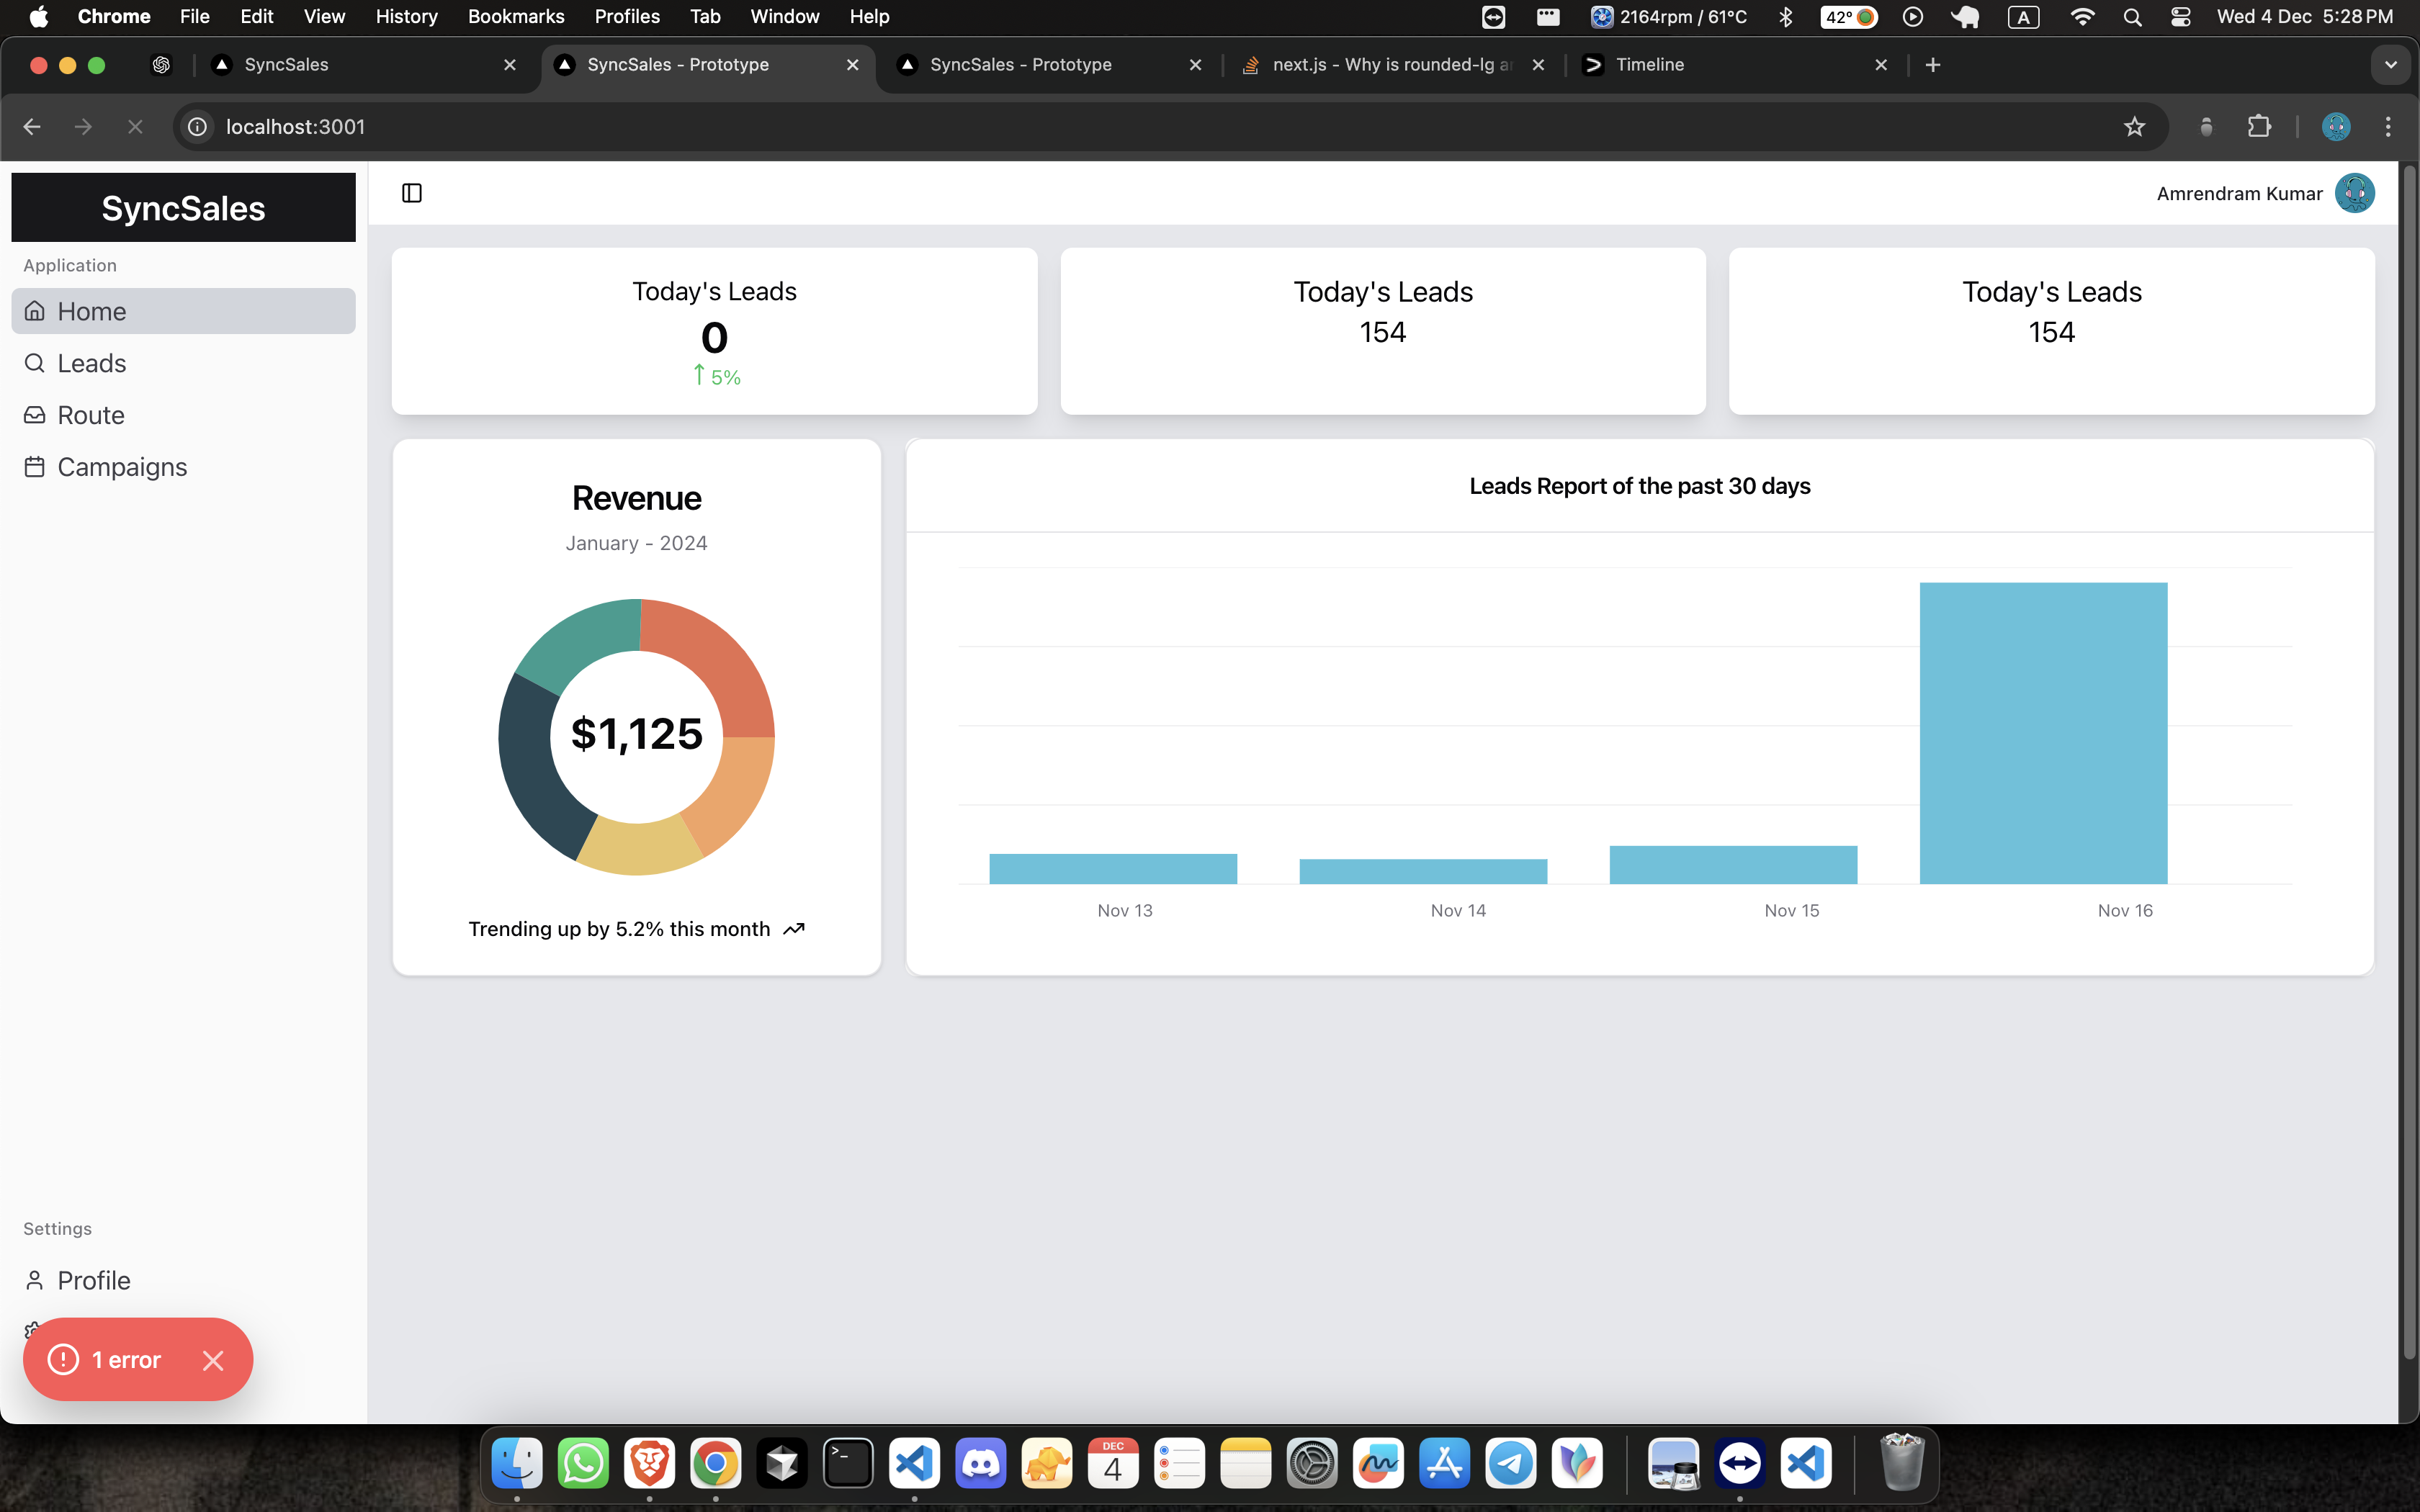 Chrome File Edit View History Bookmarks Profiles Tab Window Help 2164rpm / 61°C 42° A Wed 4 Dec 5:28 PM
SyncSales SyncSales - Prototype SyncSales - Prototype next.js - Why is rounded-lg Timeline
localhost:3001
SyncSales
Amrendram Kumar
Application
Home
Leads
Route
Campaigns
Today's Leads
0
5%
Today's Leads
154
Today's Leads
154
Revenue
January - 2024
$1,125
Trending up by 5.2% this month
Leads Report of the past 30 days
Nov 13 Nov 14 Nov 15 Nov 16
Settings
Profile
1 error
DEC
4